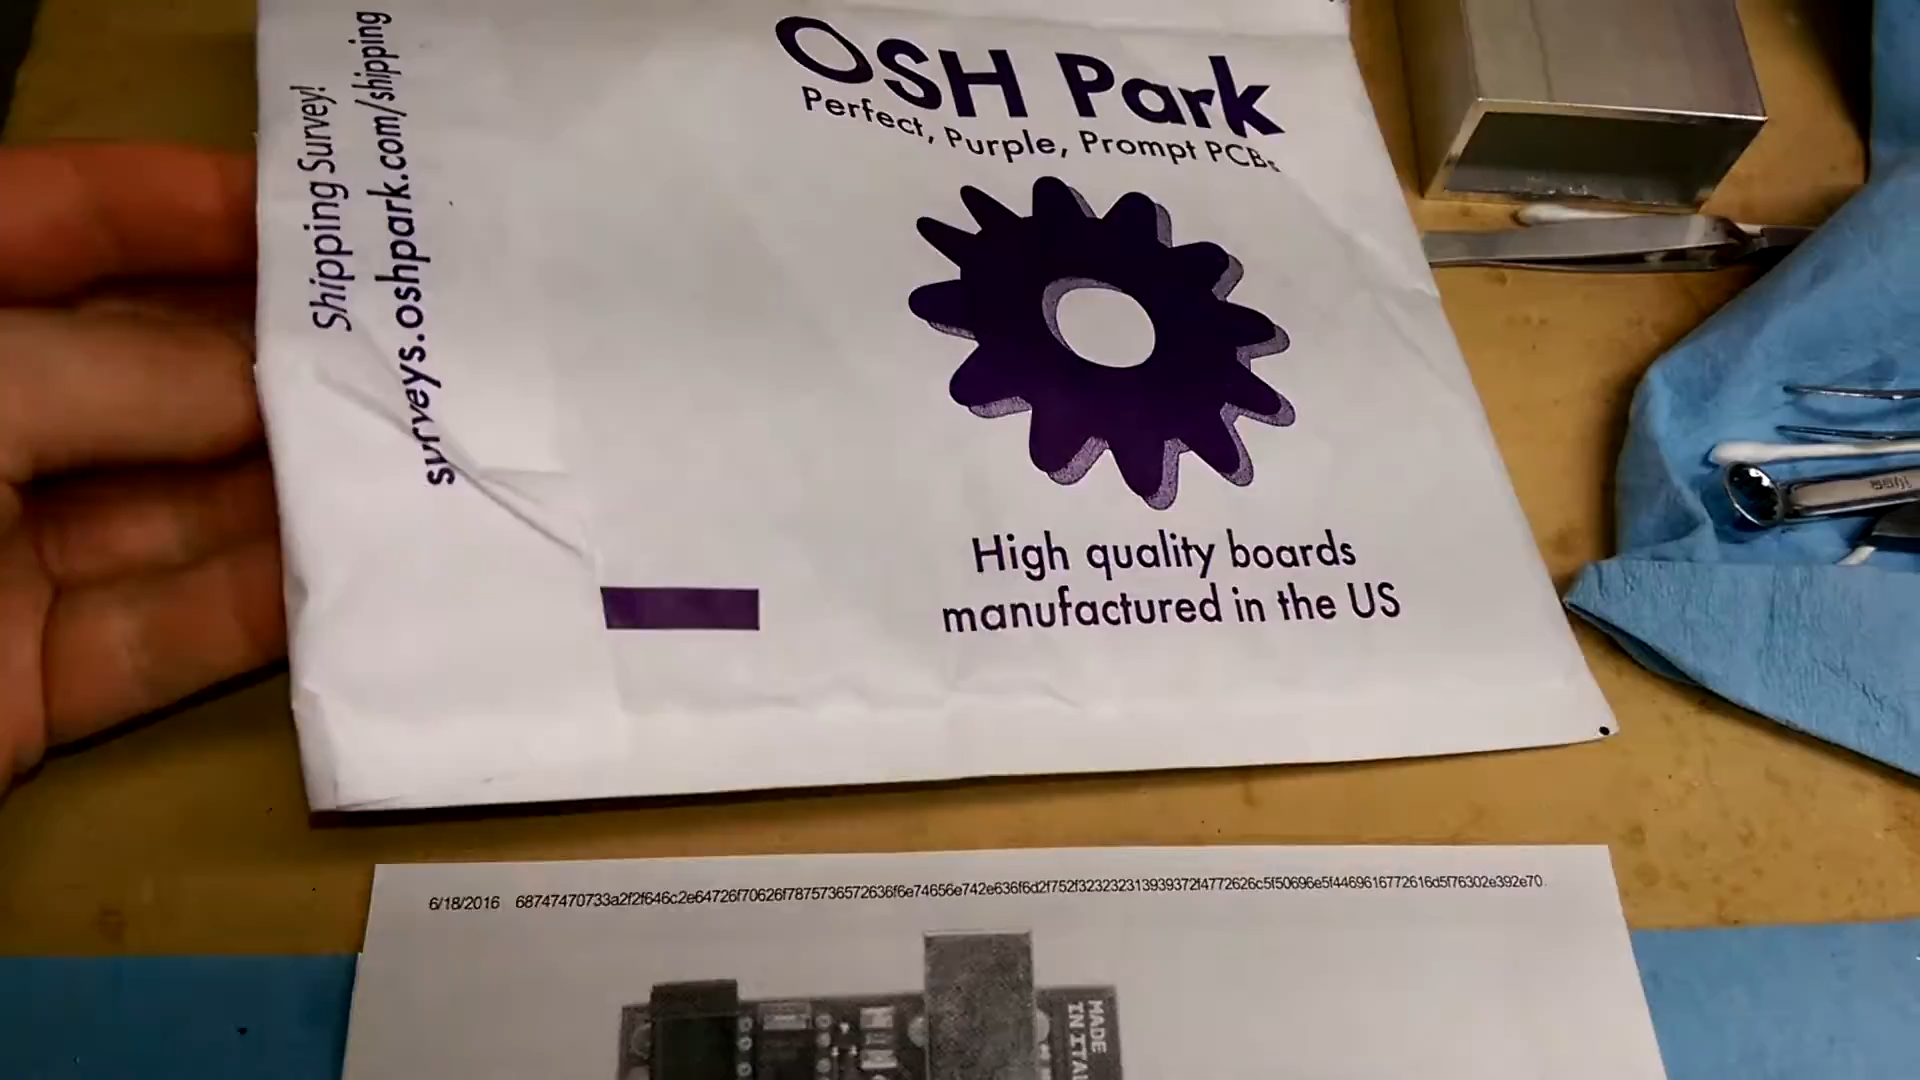 OSH Park
Perfect, Purple, Prompt PCBs
Shipping Survey!
surveys.oshpark.com/shipping
High quality boards
manufactured in the US
6/18/2016 68747470733a2f2f646c2e64726f70626f7875736572636f6e74656e742e636f6d2f752f323232313939372f4772626c5f50696e5f4469616772616d5f76302e392e70.
MADE
IN ITAL